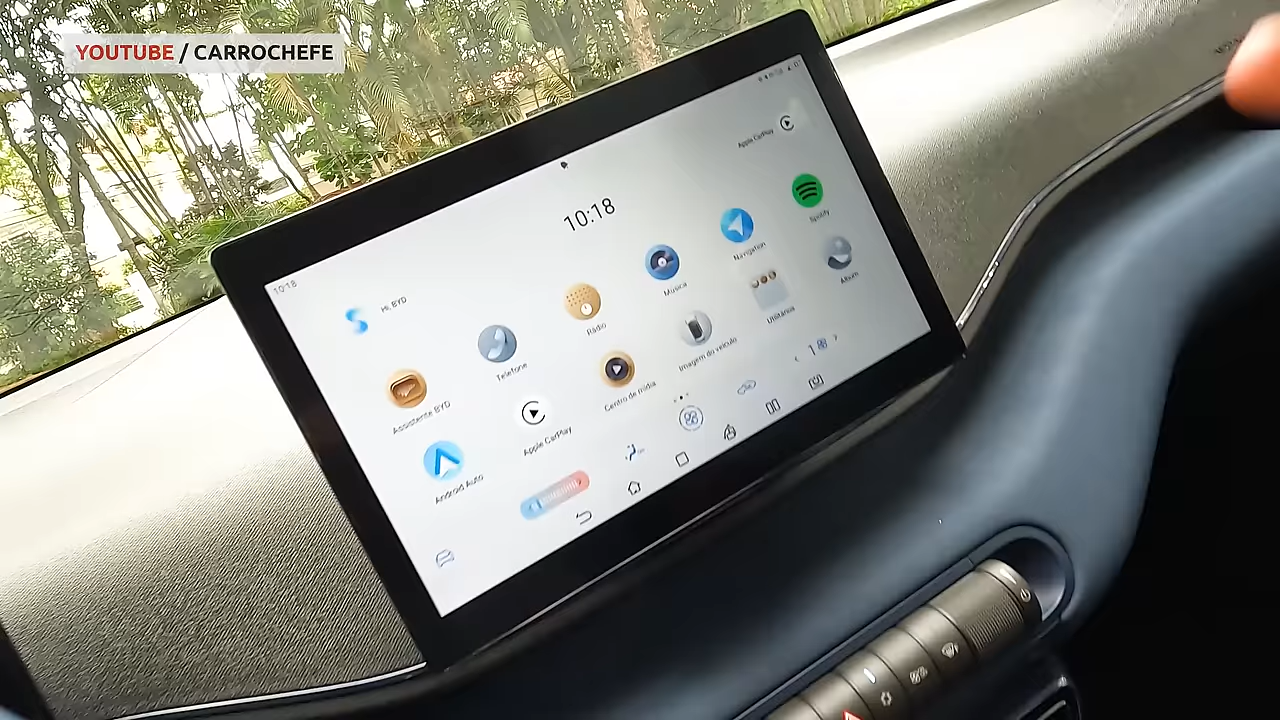 YOUTUBE / CARROCHEFE
10:18
Hi, BYD
10:18
Apple CarPlay
Assistente BYD
Telefone
Rádio
Música
Navigation
Spotify
Android Auto
Apple CarPlay
Centro de mídia
Imagem do veículo
Utilitários
Álbum
1